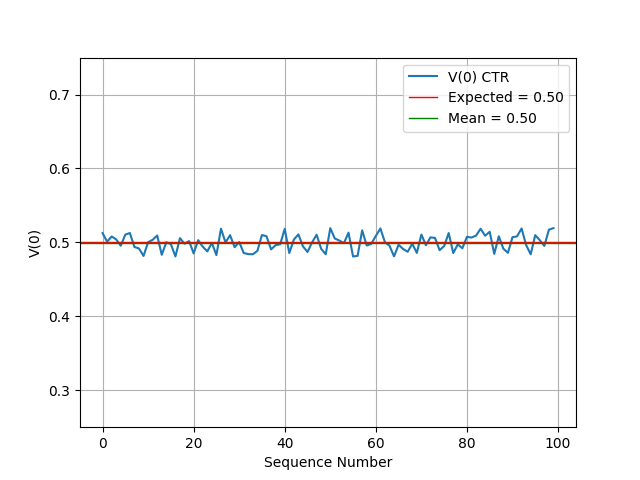 V(0) CTR
Expected = 0.50
Mean = 0.50
0.7
0.6
0.5
0.4
0.3
V(0)
0 20 40 60 80 100
Sequence Number